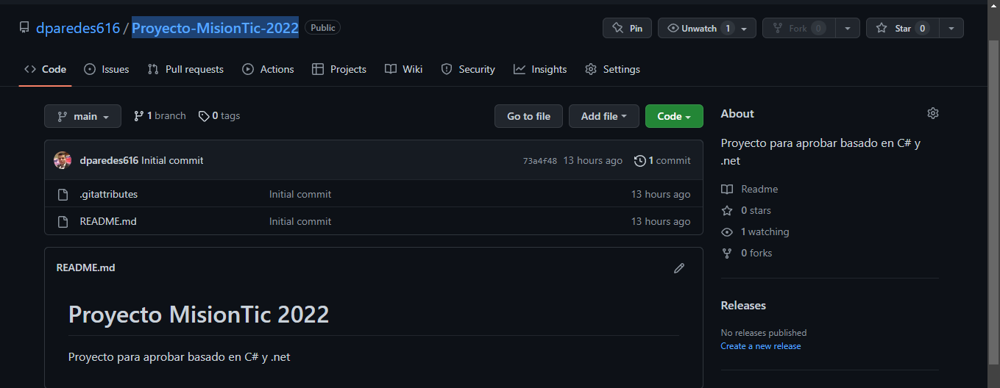 dparedes616 / Proyecto-MisionTic-2022 Public Pin Unwatch 1 Fork 0 Star 0
Code Issues Pull requests Actions Projects Wiki Security Insights Settings
main 1 branch 0 tags Go to file Add file Code
dparedes616 Initial commit 73a4f48 13 hours ago 1 commit
.gitattributes Initial commit 13 hours ago
README.md Initial commit 13 hours ago
README.md
Proyecto MisionTic 2022
Proyecto para aprobar basado en C# y .net
About
Proyecto para aprobar basado en C# y
.net
Readme
0 stars
1 watching
0 forks
Releases
No releases published
Create a new release